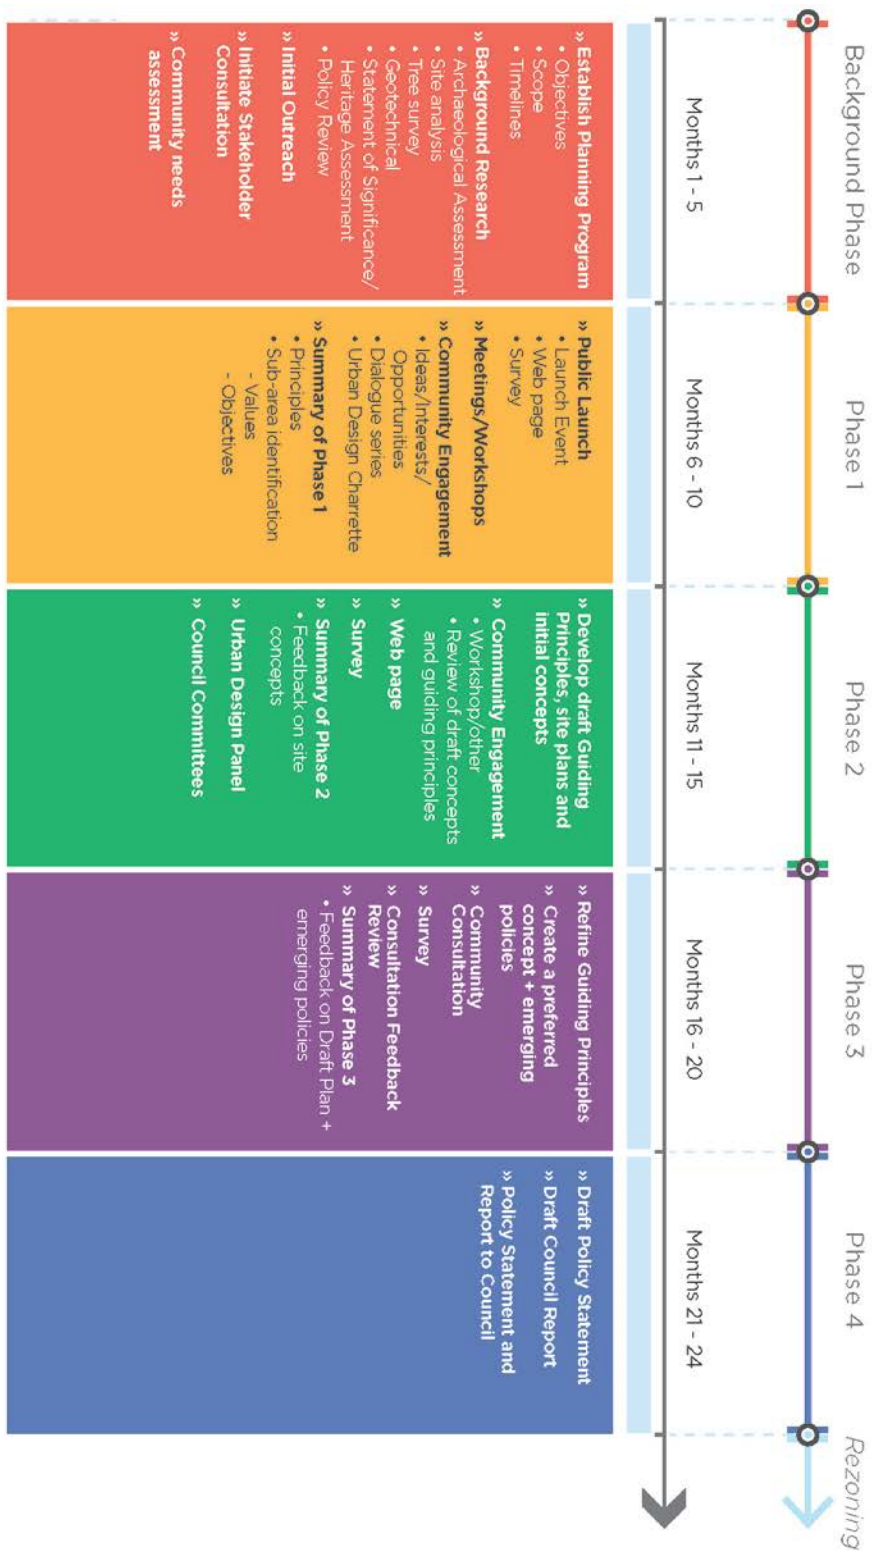 Background Phase
Phase 1
Phase 2
Phase 3
Phase 4
Rezoning
Months 1 - 5
Months 6 - 10
Months 11 - 15
Months 16 - 20
Months 21 - 24
» Establish Planning Program
• Objectives
• Scope
• Timelines
» Background Research
• Archaeological Assessment
• Site analysis
• Tree survey
• Geotechnical
• Statement of Significance/
Heritage Assessment
• Policy Review
» Initial Outreach
» Initiate Stakeholder
Consultation
» Community needs
assessment
» Public Launch
• Launch Event
• Web page
• Survey
» Meetings/Workshops
» Community Engagement
• Ideas/Interests/
Opportunities
• Dialogue series
• Urban Design Charrette
» Summary of Phase 1
• Principles
• Sub-area identification
- Values
- Objectives
» Develop draft Guiding
Principles, site plans and
initial concepts
» Community Engagement
• Workshop/other
• Review of draft concepts
and guiding principles
» Web page
» Survey
» Summary of Phase 2
• Feedback on site
concepts
» Urban Design Panel
» Council Committees
» Refine Guiding Principles
» Create a preferred
concept + emerging
policies
» Community
Consultation
» Survey
» Consultation Feedback
Review
» Summary of Phase 3
• Feedback on Draft Plan +
emerging policies
» Draft Policy Statement
» Draft Council Report
» Policy Statement and
Report to Council